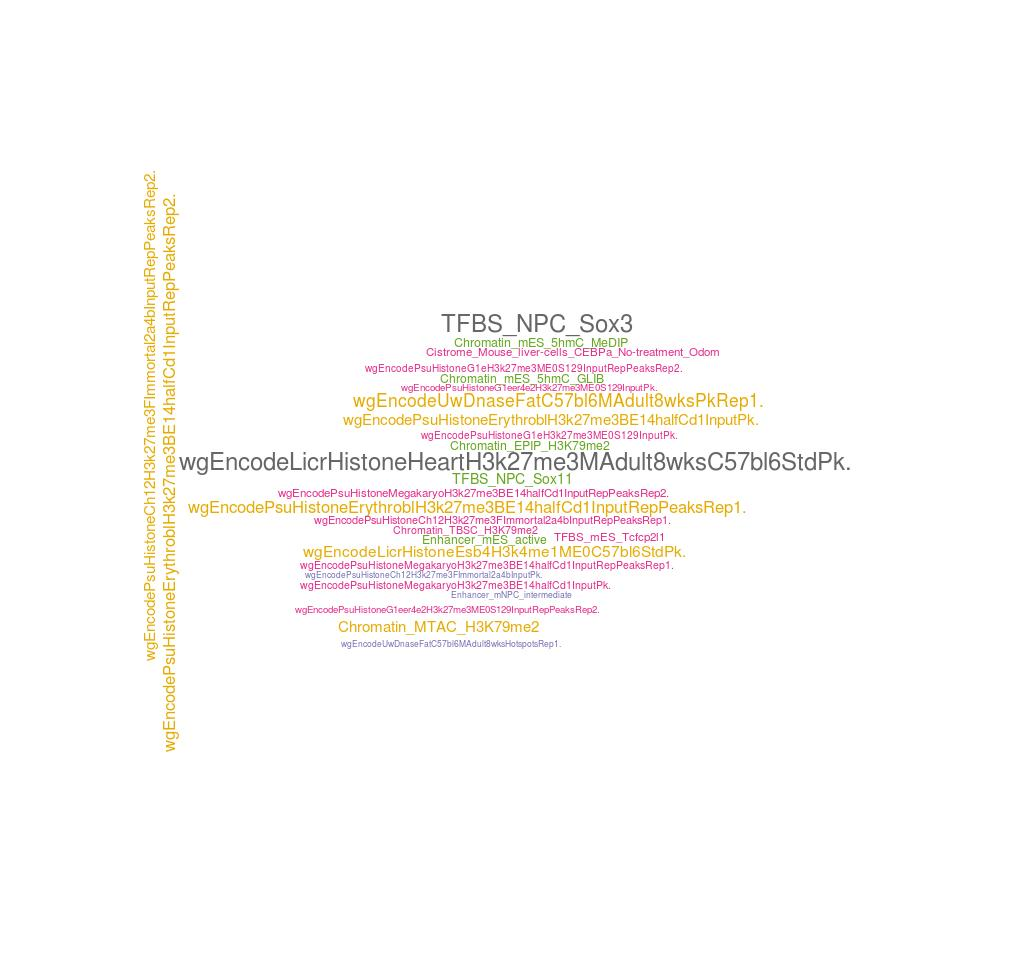 wgEncodePsuHistoneCh12H3k27me3FImmortal2a4bInputRepPeaksRep2.
wgEncodePsuHistoneErythroblH3k27me3BE14halfCd1InputRepPeaksRep2.
TFBS_NPC_Sox3
Chromatin_mES_5hmC_MeDIP
Cistrome_Mouse_liver-cells_CEBPa_No-treatment_Odom
wgEncodePsuHistoneG1eH3k27me3ME0S129InputRepPeaksRep2.
Chromatin_mES_5hmC_GLIB
wgEncodePsuHistoneG1eer4e2H3k27me3ME0S129InputPk.
wgEncodeUwDnaseFatC57bl6MAdult8wksPkRep1.
wgEncodePsuHistoneErythroblH3k27me3BE14halfCd1InputPk.
wgEncodePsuHistoneG1eH3k27me3ME0S129InputPk.
Chromatin_EPIP_H3K79me2
wgEncodeLicrHistoneHeartH3k27me3MAdult8wksC57bl6StdPk.
TFBS_NPC_Sox11
wgEncodePsuHistoneMegakaryoH3k27me3BE14halfCd1InputRepPeaksRep2.
wgEncodePsuHistoneErythroblH3k27me3BE14halfCd1InputRepPeaksRep1.
wgEncodePsuHistoneCh12H3k27me3FImmortal2a4bInputRepPeaksRep1.
Chromatin_TBSC_H3K79me2
Enhancer_mES_active TFBS_mES_Tcfcp2l1
wgEncodeLicrHistoneEsb4H3k4me1ME0C57bl6StdPk.
wgEncodePsuHistoneMegakaryoH3k27me3BE14halfCd1InputRepPeaksRep1.
wgEncodePsuHistoneCh12H3k27me3FImmortal2a4bInputPk.
wgEncodePsuHistoneMegakaryoH3k27me3BE14halfCd1InputPk.
Enhancer_mNPC_intermediate
wgEncodePsuHistoneG1eer4e2H3k27me3ME0S129InputRepPeaksRep2.
Chromatin_MTAC_H3K79me2
wgEncodeUwDnaseFatC57bl6MAdult8wksHotspotsRep1.